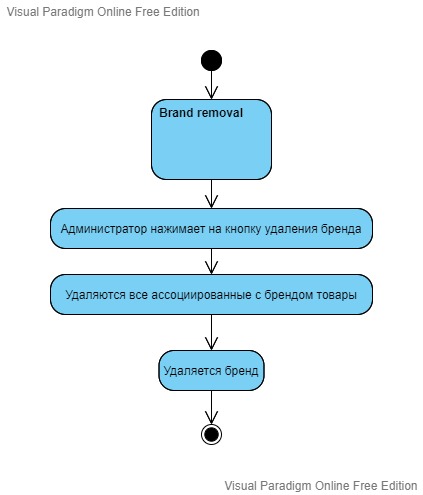 Visual Paradigm Online Free Edition
Brand removal
Администратор нажимает на кнопку удаления бренда
Удаляются все ассоциированные с брендом товары
Удаляется бренд
Visual Paradigm Online Free Edition